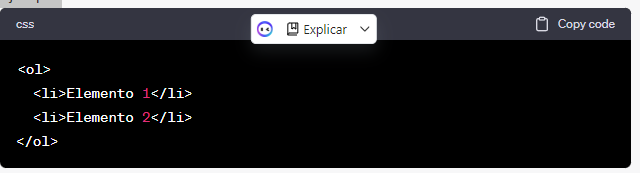 css
Explicar
Copy code
<ol>
<li>Elemento 1</li>
<li>Elemento 2</li>
</ol>